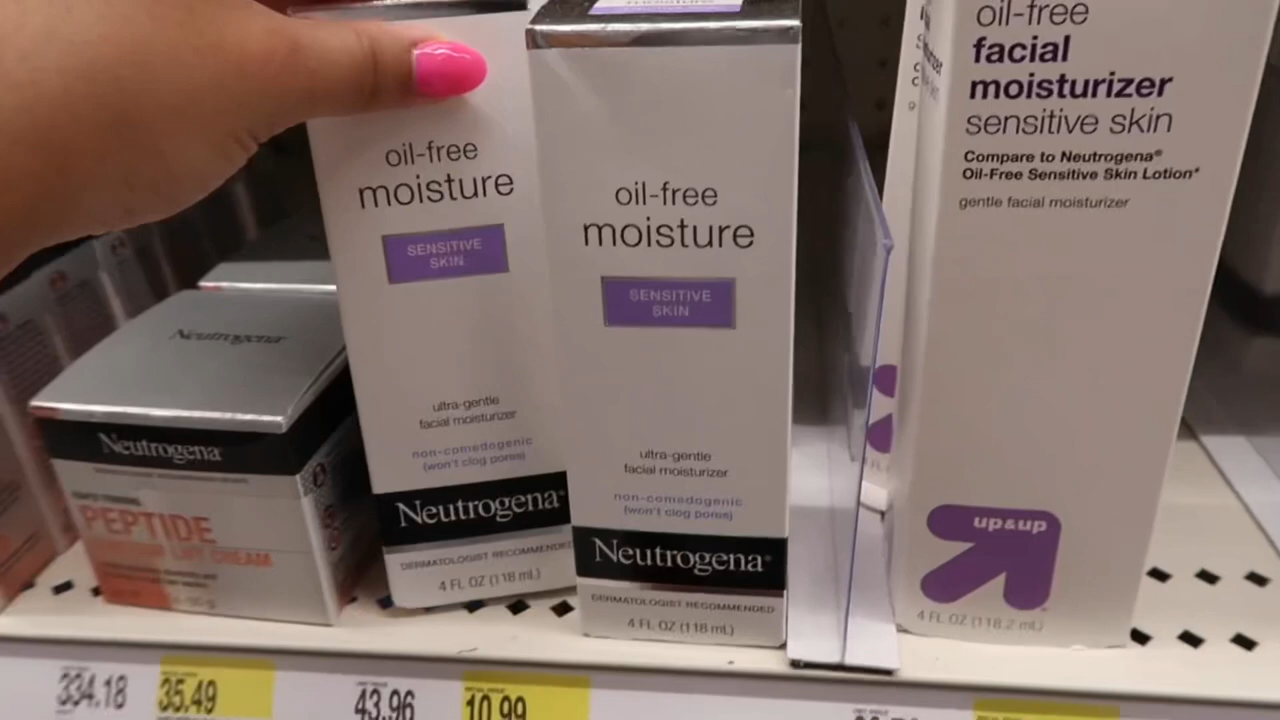 oil-free
moisture
SENSITIVE
SKIN
ultra-gentle
facial moisturizer
non-comedogenic
(won't clog pores)
Neutrogena®
DERMATOLOGIST RECOMMENDED
4 FL OZ (118 mL)
oil-free
moisture
SENSITIVE
SKIN
ultra-gentle
facial moisturizer
non-comedogenic
(won't clog pores)
Neutrogena®
DERMATOLOGIST RECOMMENDED
4 FL OZ (118 mL)
oil-free
facial
moisturizer
sensitive skin
Compare to Neutrogena®
Oil-Free Sensitive Skin Lotion*
gentle facial moisturizer
up&up
4 FL OZ (118.2 mL)
Neutrogena®
Neutrogena
PEPTIDE
LIFT CREAM
334.18
35.49
43.96
10.99